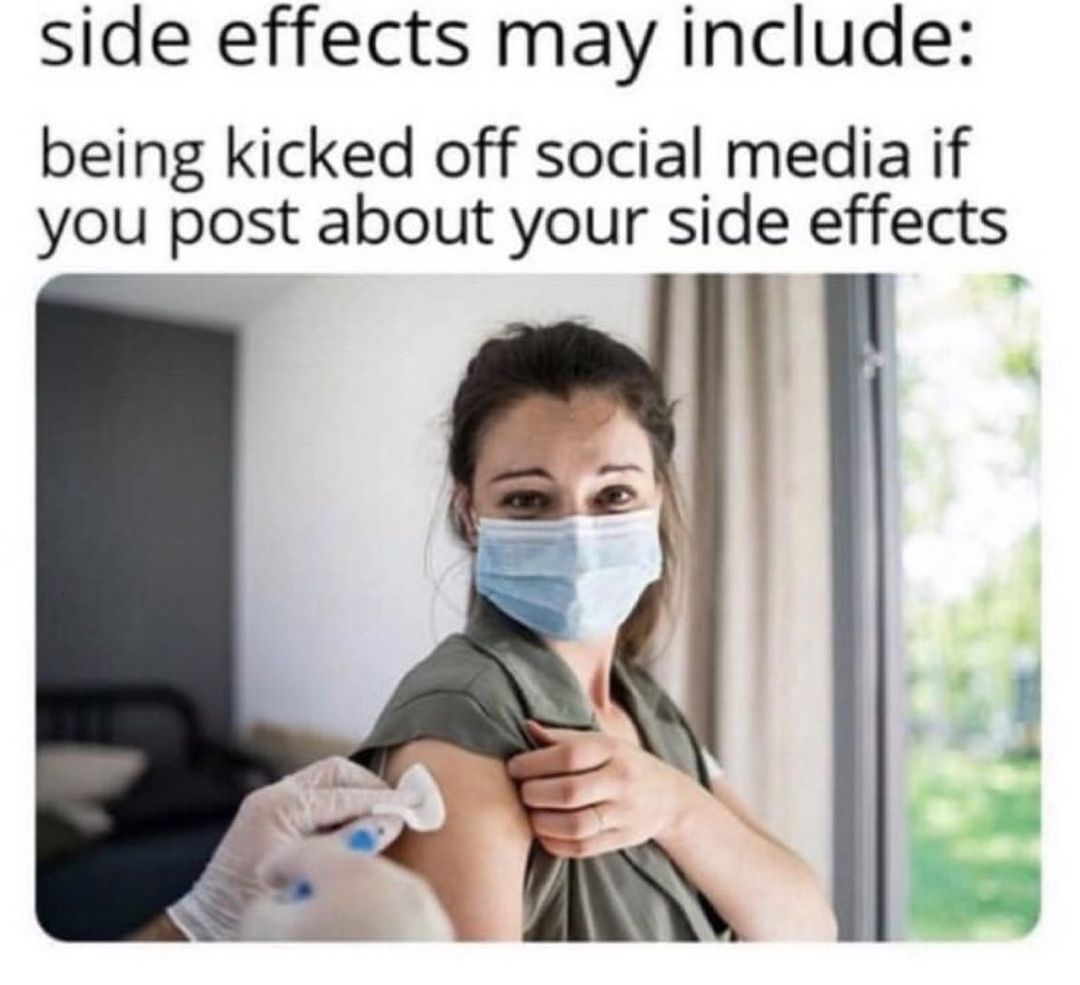 side effects may include:
being kicked off social media if
you post about your side effects